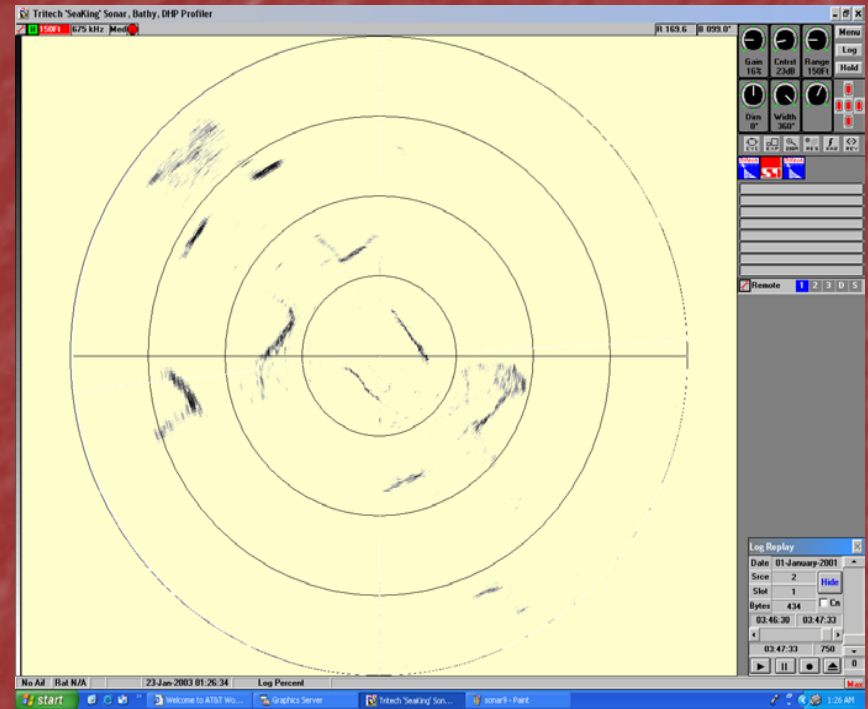 Tritech 'SeaKing' Sonar, Bathy, DHP Profiler
150Ft 675 kHz Med R 169.6 B 099.0°
Menu
Log
Hold
Gain Cntrst Range
16% 23dB 150Ft
Dirn Width
0° 360°
Remote 1 2 3 D S
Log Replay
Date 01-January-2001
Srce 2
Hide
Slot 1
Bytes 434 Cn
03:46:30 03:47:33
03:47:33 750 0
No Ail Rat N/A 23-Jan-2003 01:26:34 Log Percent
start Welcome to AT&T Wo... Graphics Server Tritech 'SeaKing' Son... sonar9 - Paint 1:26 AM